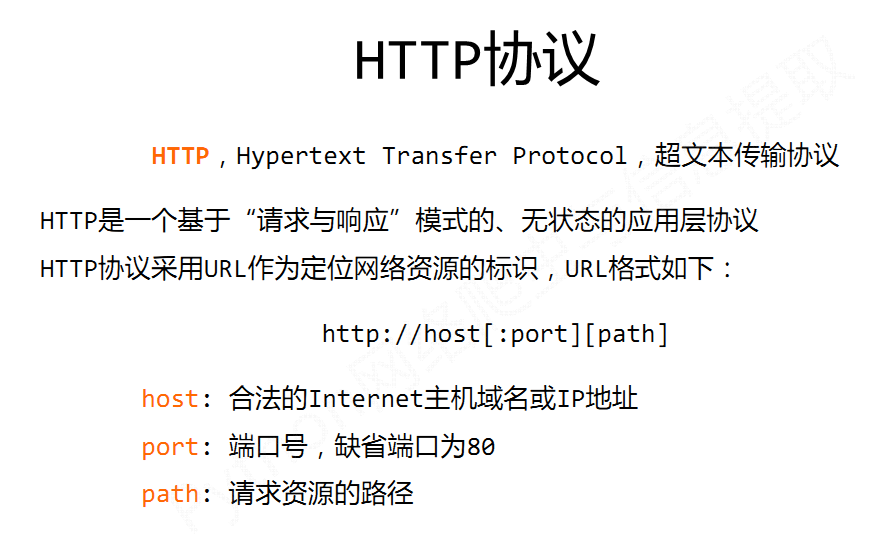 HTTP协议
HTTP，Hypertext Transfer Protocol，超文本传输协议
HTTP是一个基于“请求与响应”模式的、无状态的应用层协议
HTTP协议采用URL作为定位网络资源的标识，URL格式如下：
http://host[:port][path]
host: 合法的Internet主机域名或IP地址
port: 端口号，缺省端口为80
path: 请求资源的路径